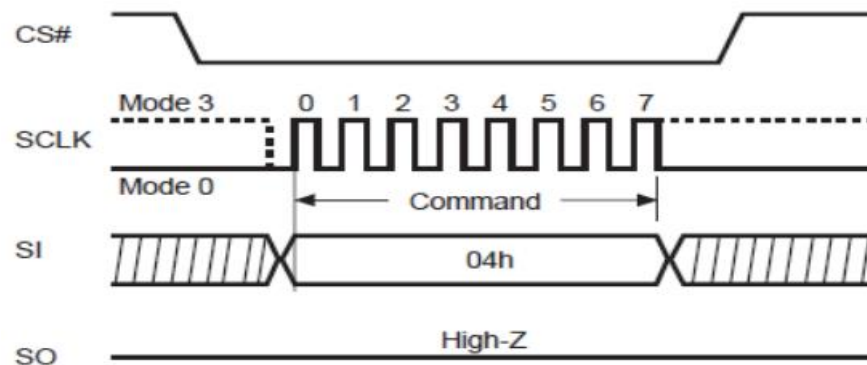 CS#
Mode 3 0 1 2 3 4 5 6 7
SCLK
Mode 0
Command
SI
04h
High-Z
SO